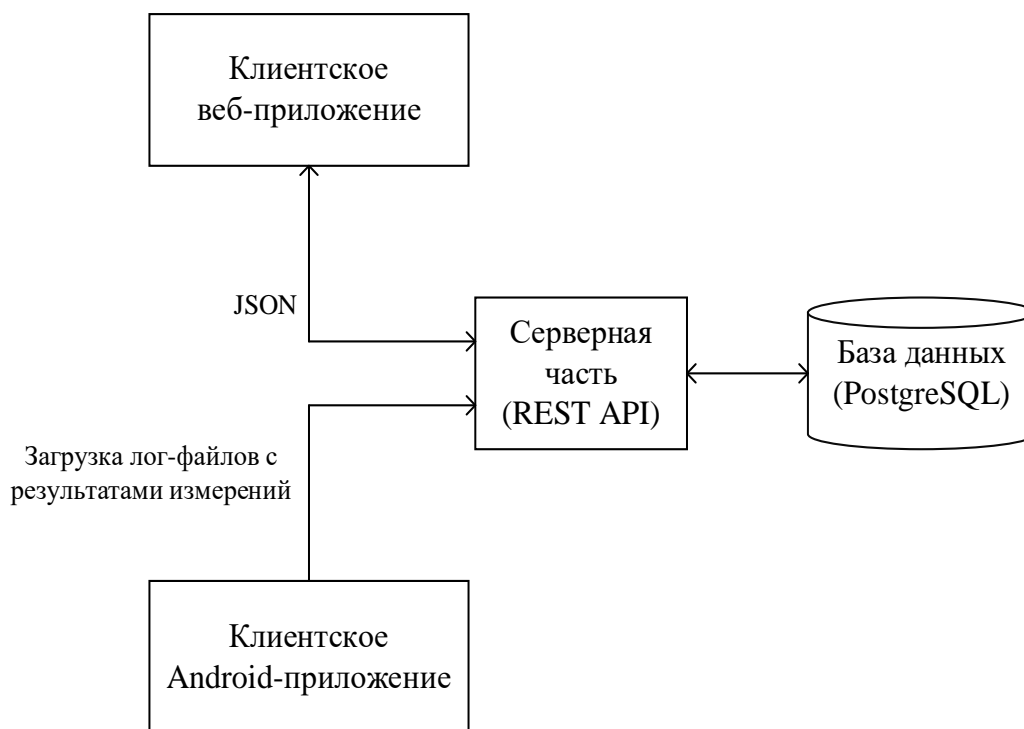 Клиентское
веб-приложение
JSON
Серверная
часть
(REST API)
База данных
(PostgreSQL)
Загрузка лог-файлов с
результатами измерений
Клиентское
Android-приложение